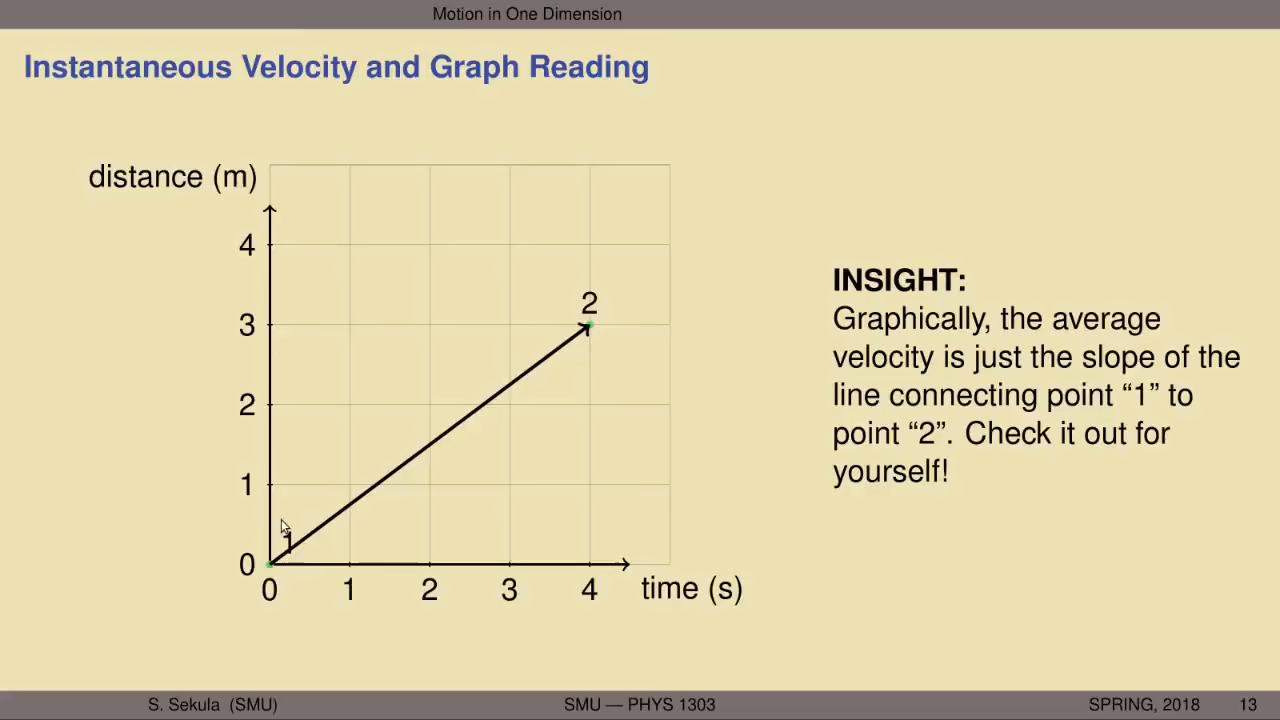 Motion in One Dimension
Instantaneous Velocity and Graph Reading
distance (m)
4
3
2
1
0
2
1
0 1 2 3 4
time (s)
INSIGHT:
Graphically, the average
velocity is just the slope of the
line connecting point “1” to
point “2”. Check it out for
yourself!
S. Sekula (SMU)
SMU — PHYS 1303
SPRING, 2018
13